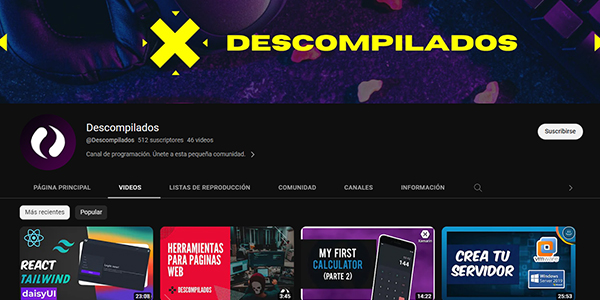 DESCOMPILADOS
Descompilados
@Descompilados 512 suscriptores 46 videos
Canal de programación. Únete a esta pequeña comunidad.
Suscribirse
PÁGINA PRINCIPAL VIDEOS LISTAS DE REPRODUCCIÓN COMUNIDAD CANALES INFORMACIÓN
Más recientes Popular
REACT
TAILWIND
daisyUI
23:08
HERRAMIENTAS
PARA PAGINAS
WEB
DESCOMPILADOS
3:45
MY FIRST
CALCULATOR
(PARTE 2)
144
14:22
CREA TU
SERVIDOR
vmware
Windows
Server 2019
25:53